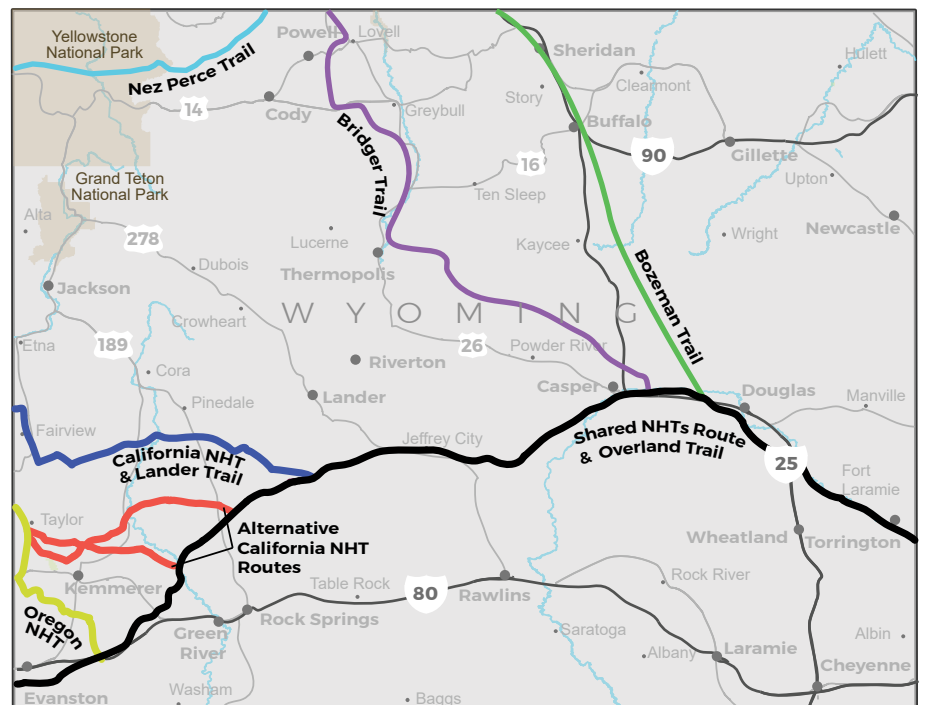 Yellowstone
National Park
Nez Perce Trail
Powell
Lovell
Sheridan
Hulett
Clearmont
Story
14
Cody
Greybull
Bridger Trail
Buffalo
90
Gillette
16
Grand Teton
National Park
Ten Sleep
Upton
Alta
278
Lucerne
Kaycee
Wright
Newcastle
Dubois
Thermopolis
Bozeman Trail
Jackson
Crowheart
WYOMING
Etna
189
26
Powder River
Cora
Riverton
Casper
Douglas
Pinedale
Lander
Manville
Fairview
Jeffrey City
Shared NHTs Route
& Overland Trail
California NHT
& Lander Trail
25
Fort
Laramie
Taylor
Alternative
California NHT
Routes
Wheatland
Torrington
Kemmerer
Table Rock
80
Rawlins
Rock River
Oregon
NHT
Rock Springs
Green
River
Saratoga
Albin
Albany
Laramie
Cheyenne
Evanston
Washam
Baggs